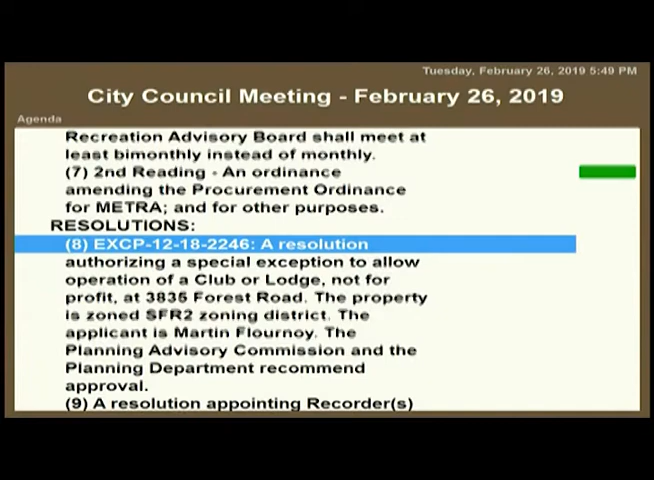 Tuesday, February 26, 2019 5:49 PM
City Council Meeting - February 26, 2019
Agenda
Recreation Advisory Board shall meet at
least bimonthly instead of monthly.
(7) 2nd Reading - An ordinance
amending the Procurement Ordinance
for METRA; and for other purposes.
RESOLUTIONS:
(8) EXCP-12-18-2246: A resolution
authorizing a special exception to allow
operation of a Club or Lodge, not for
profit, at 3835 Forest Road. The property
is zoned SFR2 zoning district. The
applicant is Martin Flournoy. The
Planning Advisory Commission and the
Planning Department recommend
approval.
(9) A resolution appointing Recorder(s)